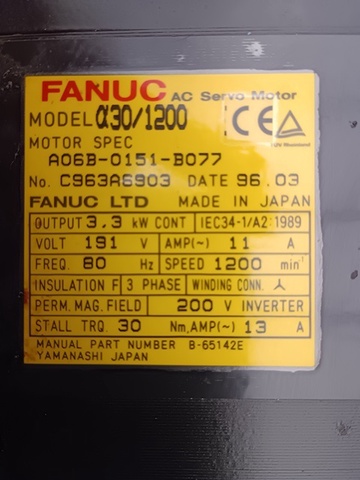 FANUC AC Servo Motor
MODEL α30/1200 CE TÜV
MOTOR SPEC
A06B-0151-B077
No. C963A6903 DATE 96.03
FANUC LTD MADE IN JAPAN
OUTPUT 3.3 kW CONT IEC34-1/A2:1989
VOLT 191 V AMP(~) 11 A
FREQ. 80 Hz SPEED 1200 min⁻¹
INSULATION F 3 PHASE WINDING CONN. Y
PERM. MAG. FIELD 200 V INVERTER
STALL TRQ. 30 Nm, AMP(~) 13 A
MANUAL PART NUMBER B-65142E
YAMANASHI JAPAN